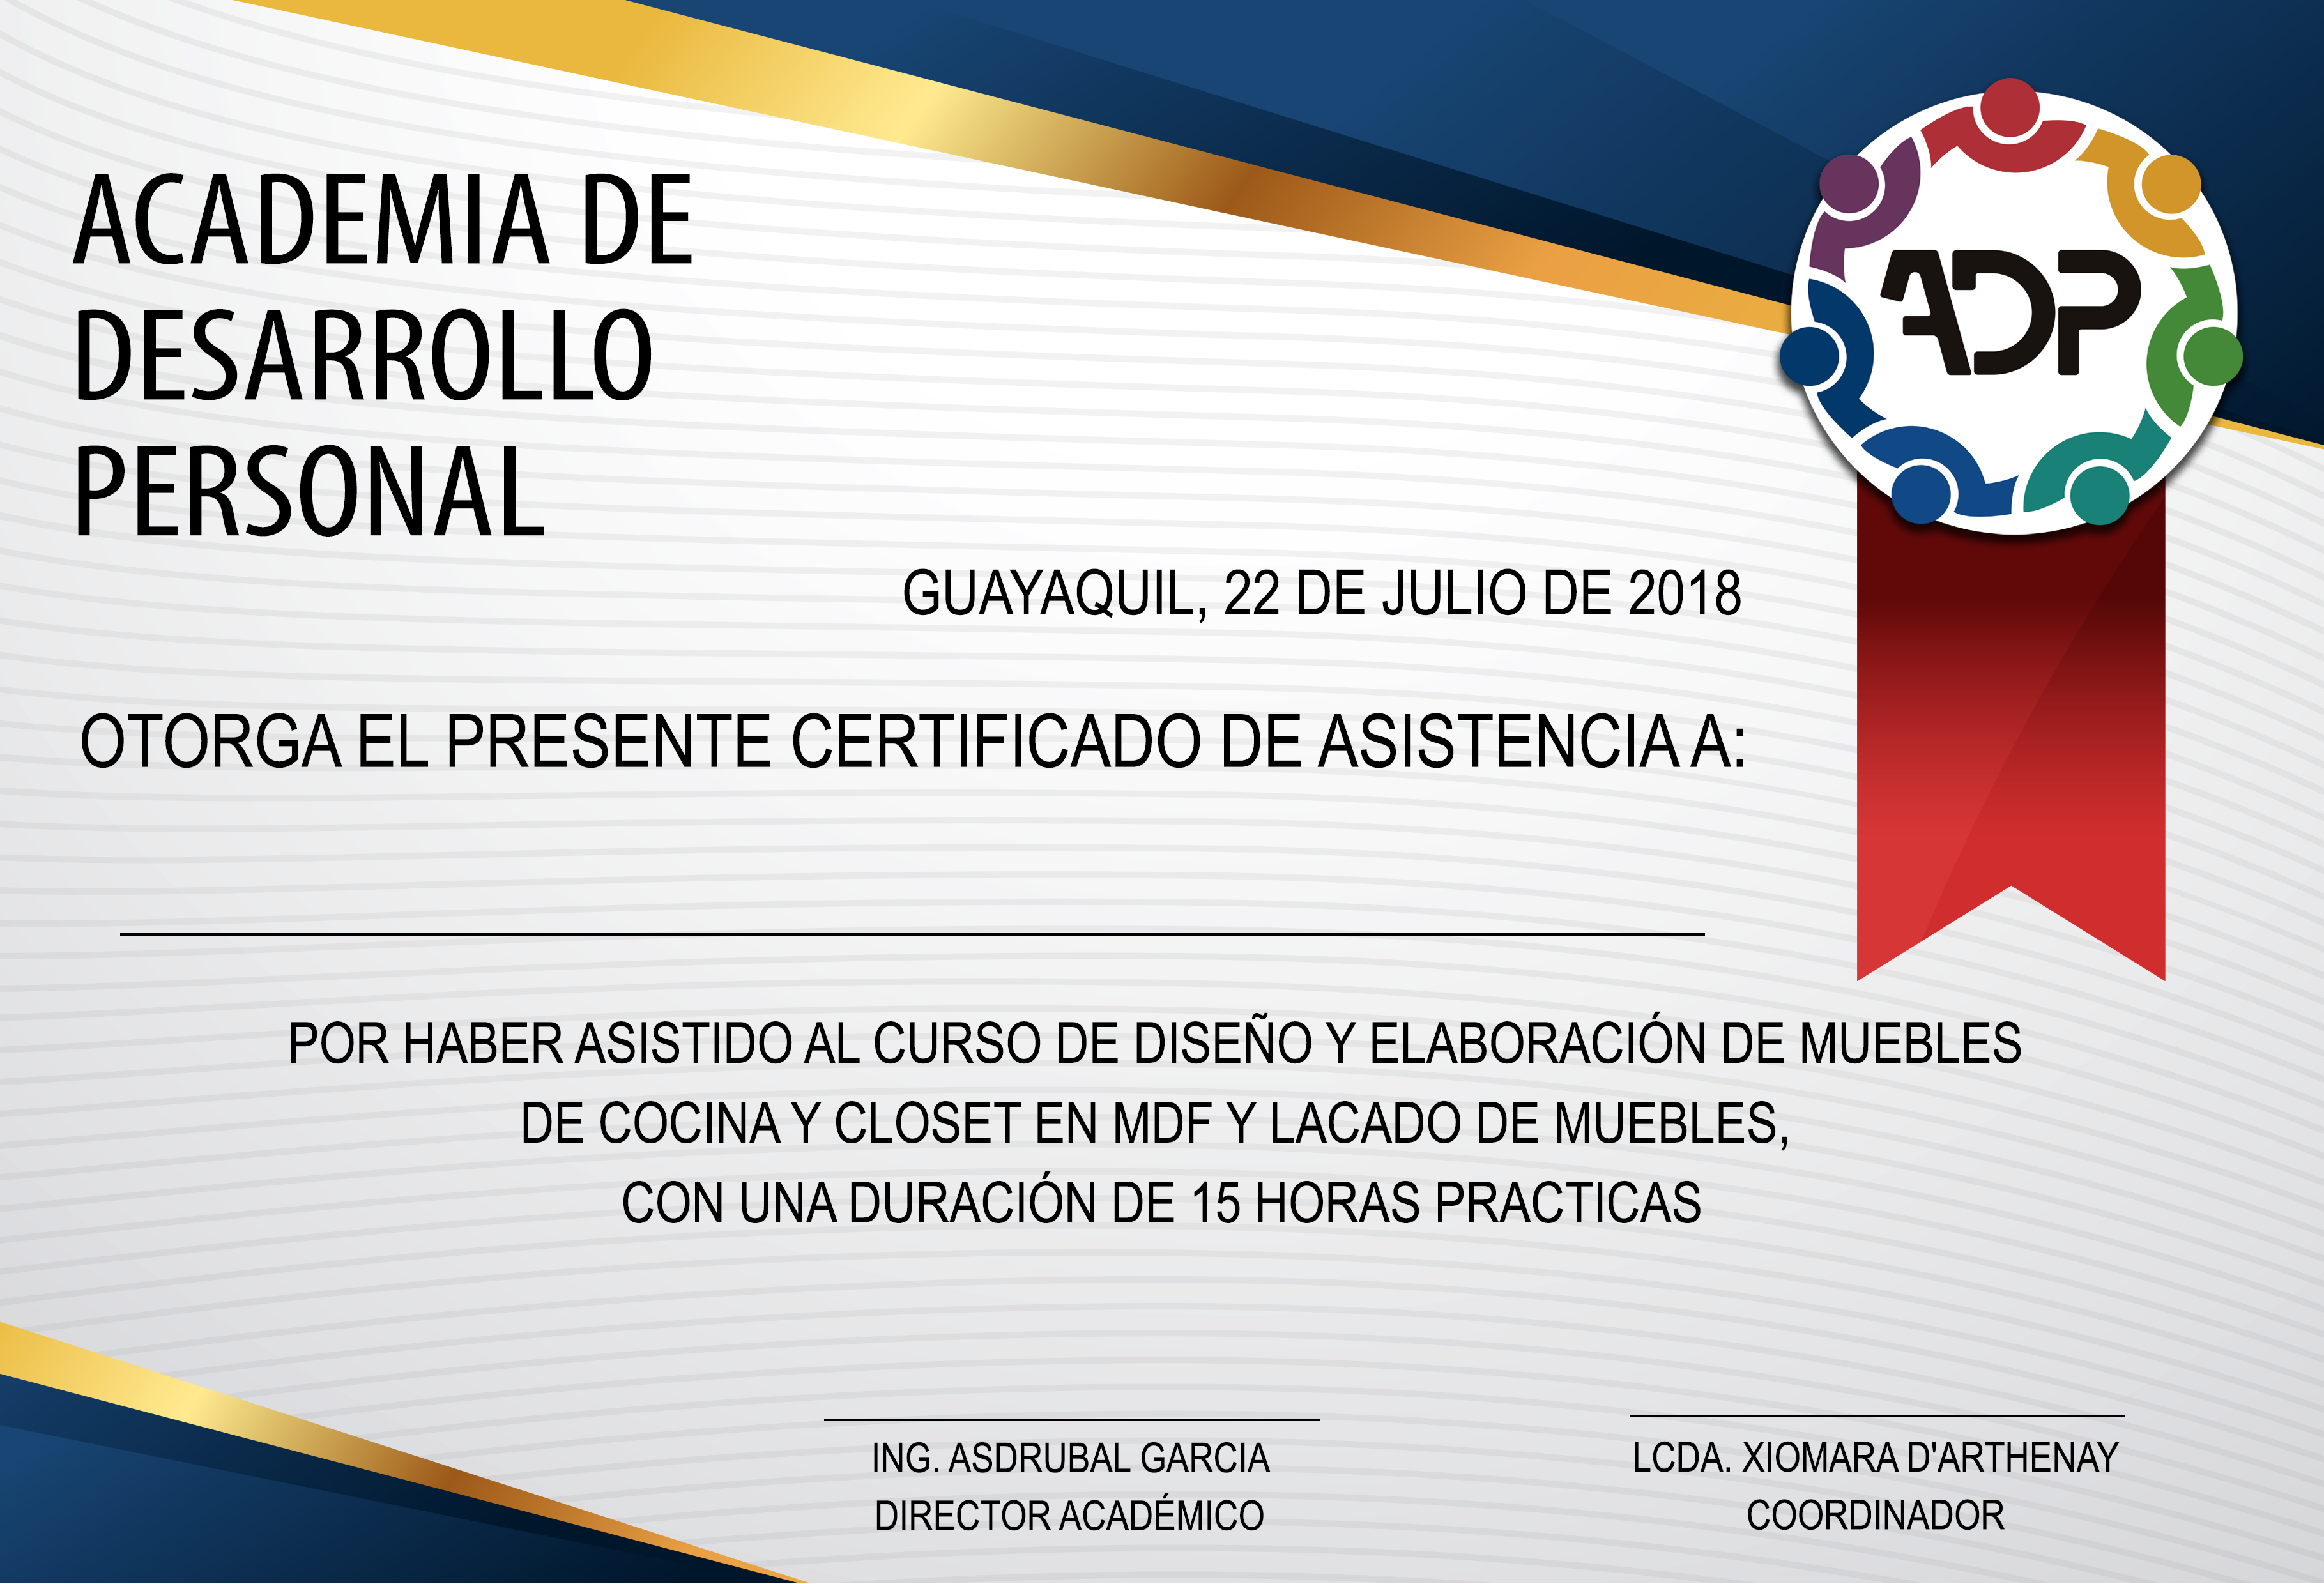 ACADEMIA DE
DESARROLLO
PERSONAL
ADP
GUAYAQUIL, 22 DE JULIO DE 2018
OTORGA EL PRESENTE CERTIFICADO DE ASISTENCIA A:
POR HABER ASISTIDO AL CURSO DE DISEÑO Y ELABORACIÓN DE MUEBLES
DE COCINA Y CLOSET EN MDF Y LACADO DE MUEBLES,
CON UNA DURACIÓN DE 15 HORAS PRACTICAS
ING. ASDRUBAL GARCIA
DIRECTOR ACADÉMICO
LCDA. XIOMARA D'ARTHENAY
COORDINADOR